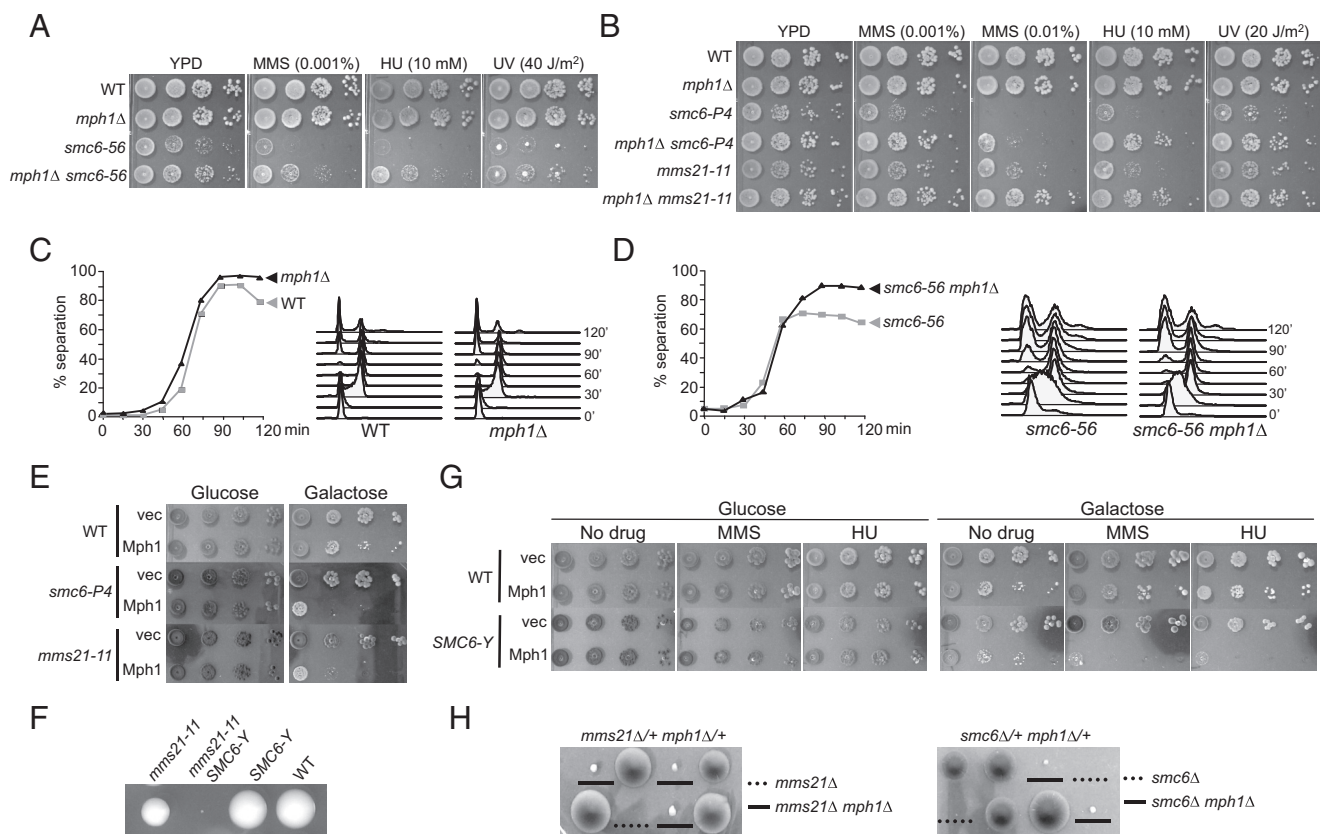 A
YPD MMS (0.001%) HU (10 mM) UV (40 J/m²)
WT
mph1Δ
smc6-56
mph1Δ smc6-56
B
YPD MMS (0.001%) MMS (0.01%) HU (10 mM) UV (20 J/m²)
WT
mph1Δ
smc6-P4
mph1Δ smc6-P4
mms21-11
mph1Δ mms21-11
C
% separation
100
80
60
40
20
0
0 30 60 90 120 min
mph1Δ
WT
120'
90'
60'
30'
0'
WT mph1Δ
D
% separation
100
80
60
40
20
0
0 30 60 90 120 min
smc6-56 mph1Δ
smc6-56
120'
90'
60'
30'
0'
smc6-56 smc6-56 mph1Δ
E
Glucose Galactose
WT
vec
Mph1
smc6-P4
vec
Mph1
mms21-11
vec
Mph1
F
mms21-11
mms21-11
SMC6-Y
SMC6-Y
WT
G
Glucose Galactose
No drug MMS HU No drug MMS HU
WT
vec
Mph1
SMC6-Y
vec
Mph1
H
mms21Δ/+ mph1Δ/+
mms21Δ
mms21Δ mph1Δ
smc6Δ/+ mph1Δ/+
smc6Δ
smc6Δ mph1Δ